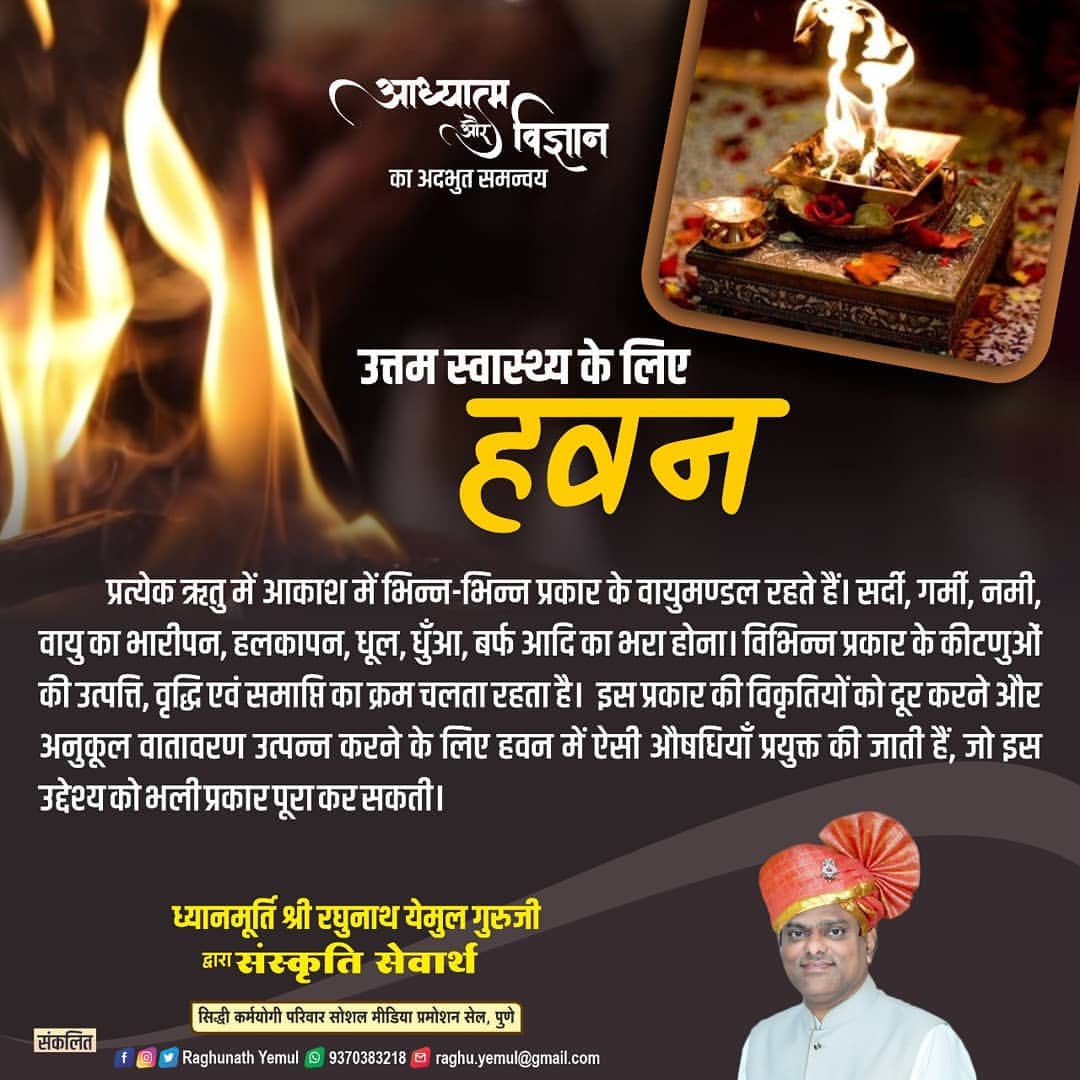 आध्यात्म
और विज्ञान
का अदभुत समन्वय
उत्तम स्वास्थ्य के लिए
हवन
प्रत्येक ऋतु में आकाश में भिन्न-भिन्न प्रकार के वायुमण्डल रहते हैं। सर्दी, गर्मी, नमी,
वायु का भारीपन, हलकापन, धूल, धुँआ, बर्फ आदि का भरा होना। विभिन्न प्रकार के कीटणुओं
की उत्पत्ति, वृद्धि एवं समाप्ति का क्रम चलता रहता है। इस प्रकार की विकृतियों को दूर करने और
अनुकूल वातावरण उत्पन्न करने के लिए हवन में ऐसी औषधियाँ प्रयुक्त की जाती हैं, जो इस
उद्देश्य को भली प्रकार पूरा कर सकती।
ध्यानमूर्ति श्री रघुनाथ येमुल गुरुजी
द्वारा संस्कृति सेवार्थ
सिद्धी कर्मयोगी परिवार सोशल मीडिया प्रमोशन सेल, पुणे
संकलित
Raghunath Yemul 9370383218 raghu.yemul@gmail.com